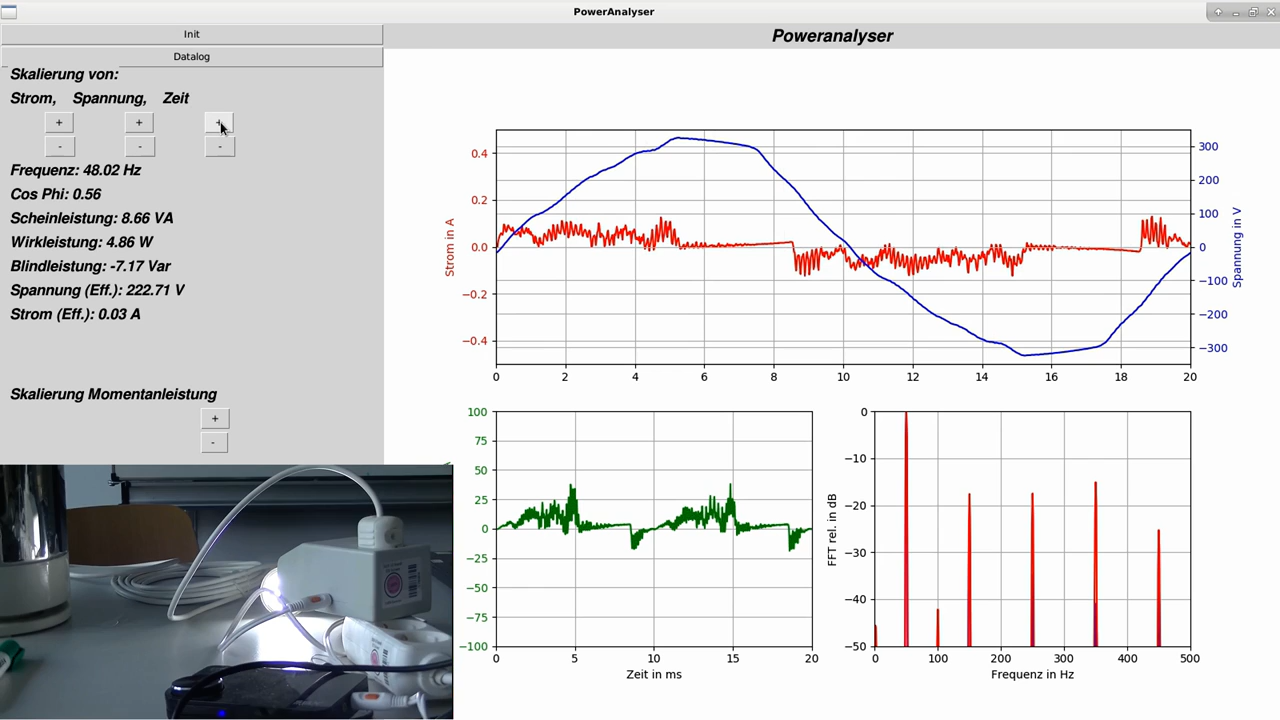 PowerAnalyser
Init
Datalog
Skalierung von:
Strom, Spannung, Zeit
+ + +
- - -
Frequenz: 48.02 Hz
Cos Phi: 0.56
Scheinleistung: 8.66 VA
Wirkleistung: 4.86 W
Blindleistung: -7.17 Var
Spannung (Eff.): 222.71 V
Strom (Eff.): 0.03 A
Skalierung Momentanleistung
+
-
Poweranalyser
Strom in A
0.4
0.2
0.0
−0.2
−0.4
Spannung in V
300
200
100
0
−100
−200
−300
0 2 4 6 8 10 12 14 16 18 20
100
75
50
25
0
−25
−50
−75
−100
0 5 10 15 20
Zeit in ms
FFT rel. in dB
0
−10
−20
−30
−40
−50
0 100 200 300 400 500
Frequenz in Hz